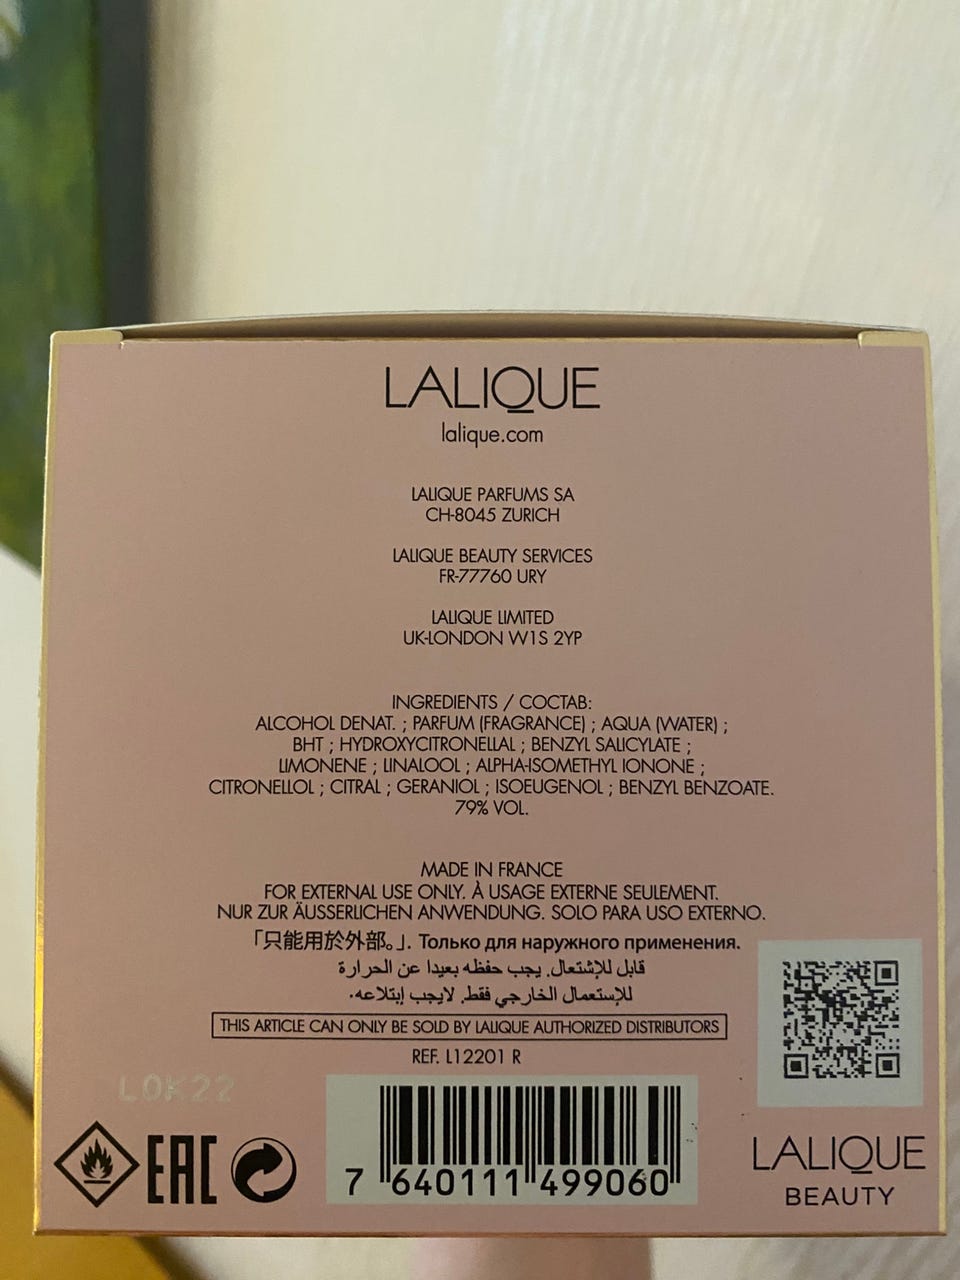 LALIQUE
lalique.com
LALIQUE PARFUMS SA
CH-8045 ZURICH
LALIQUE BEAUTY SERVICES
FR-77760 URY
LALIQUE LIMITED
UK-LONDON W1S 2YP
INGREDIENTS / СОСТАВ:
ALCOHOL DENAT. ; PARFUM (FRAGRANCE) ; AQUA (WATER) ;
BHT ; HYDROXYCITRONELLAL ; BENZYL SALICYLATE ;
LIMONENE ; LINALOOL ; ALPHA-ISOMETHYL IONONE ;
CITRONELLOL ; CITRAL ; GERANIOL ; ISOEUGENOL ; BENZYL BENZOATE.
79% VOL.
MADE IN FRANCE
FOR EXTERNAL USE ONLY. À USAGE EXTERNE SEULEMENT.
NUR ZUR ÄUSSERLICHEN ANWENDUNG. SOLO PARA USO EXTERNO.
「只能用於外部。」. Только для наружного применения.
قابل للإشتعال. يجب حفظه بعيدا عن الحرارة
للإستعمال الخارجي فقط. لايجب إبتلاعه.
THIS ARTICLE CAN ONLY BE SOLD BY LALIQUE AUTHORIZED DISTRIBUTORS
REF. L12201 R
L0K22
EAC
7 640111 499060
LALIQUE
BEAUTY